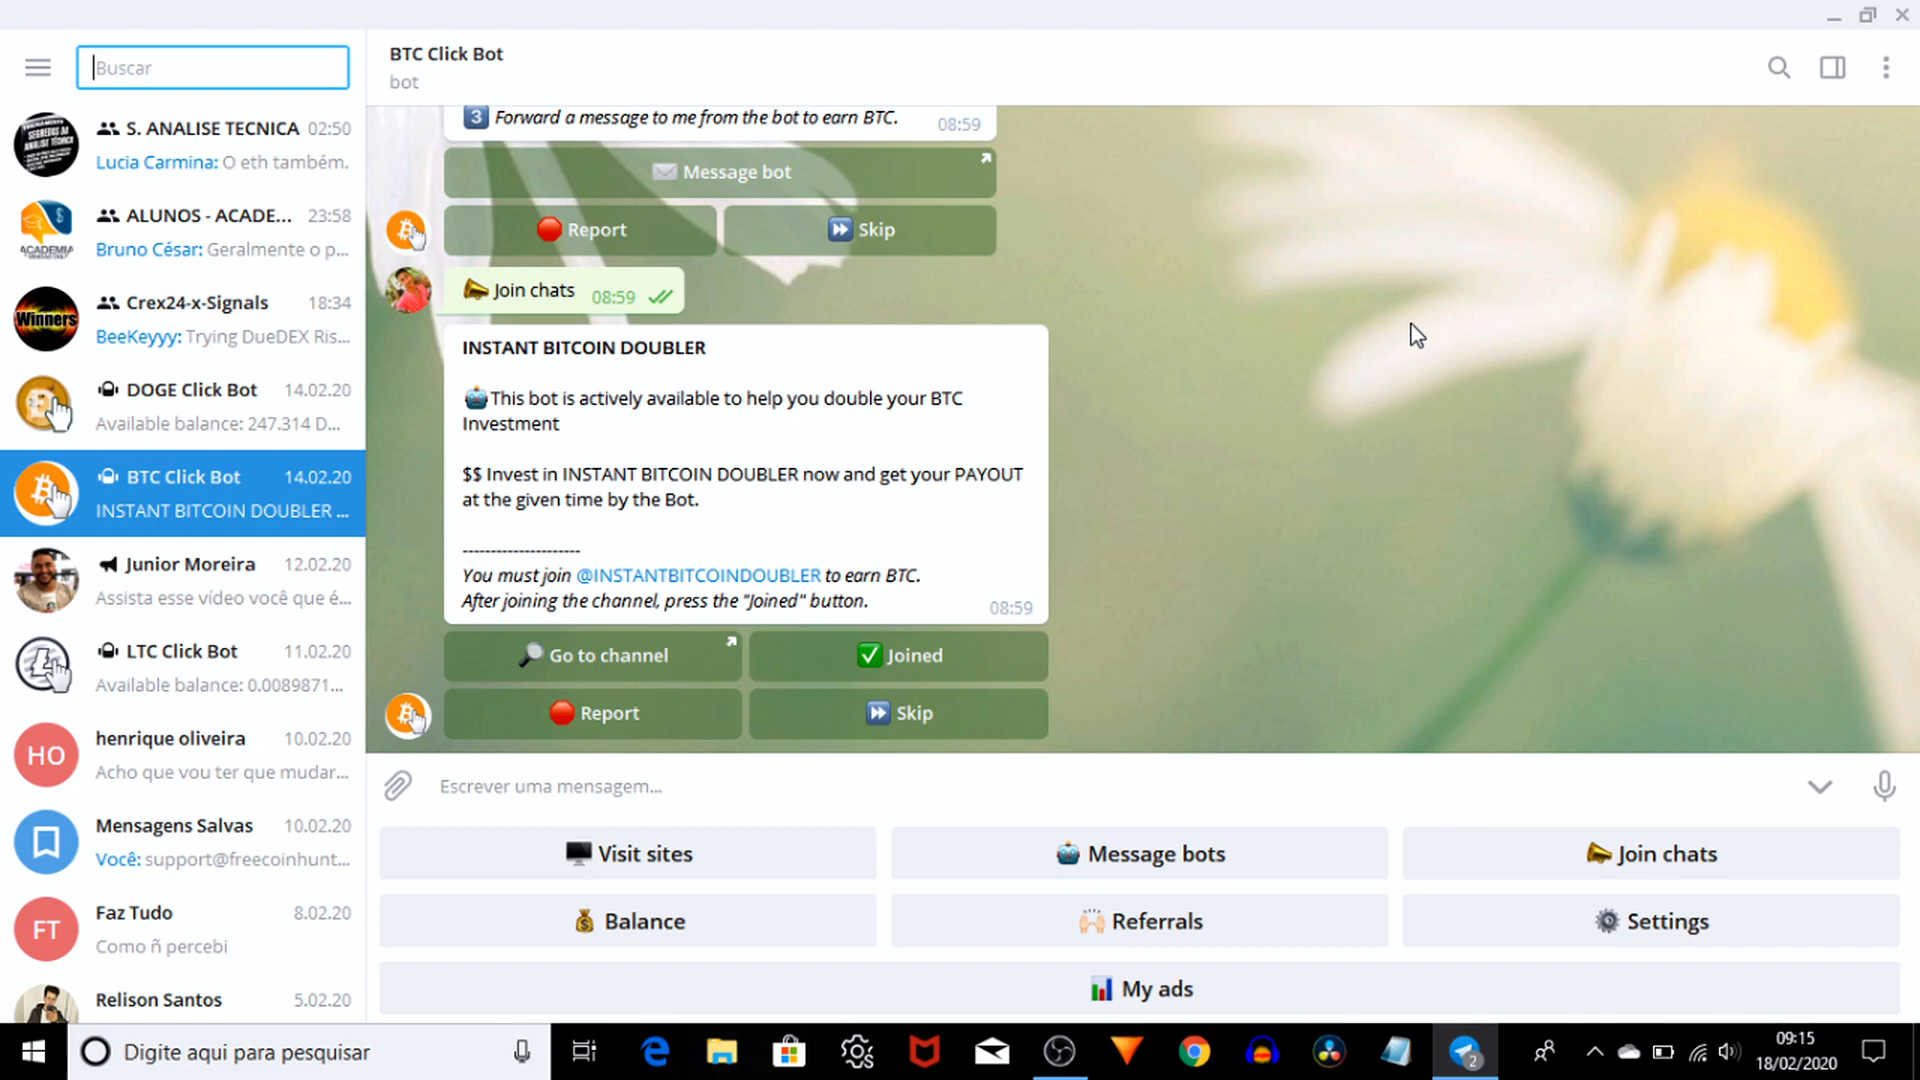 Buscar
S. ANALISE TECNICA 02:50
Lucia Carmina: O eth também.
ALUNOS - ACADE... 23:58
Bruno César: Geralmente o p...
Crex24-x-Signals 18:34
BeeKeyyy: Trying DueDEX Ris...
DOGE Click Bot 14.02.20
Available balance: 247.314 D...
BTC Click Bot 14.02.20
INSTANT BITCOIN DOUBLER ...
Junior Moreira 12.02.20
Assista esse vídeo você que é...
LTC Click Bot 11.02.20
Available balance: 0.0089871...
HO
henrique oliveira 10.02.20
Acho que vou ter que mudar...
Mensagens Salvas 10.02.20
Você: support@freecoinhunt...
FT
Faz Tudo 8.02.20
Como ñ percebi
Relison Santos 5.02.20
SEGREDOS DA
ANÁLISE TÉCNICA
ACADEMIA
Winners
BTC Click Bot
bot
3 Forward a message to me from the bot to earn BTC. 08:59
Message bot
Report Skip
Join chats 08:59
INSTANT BITCOIN DOUBLER
This bot is actively available to help you double your BTC
Investment
$$ Invest in INSTANT BITCOIN DOUBLER now and get your PAYOUT
at the given time by the Bot.
---------------------
You must join @INSTANTBITCOINDOUBLER to earn BTC.
After joining the channel, press the "Joined" button. 08:59
Go to channel Joined
Report Skip
Escrever uma mensagem...
Visit sites Message bots Join chats
Balance Referrals Settings
My ads
Digite aqui para pesquisar
2
09:15
18/02/2020